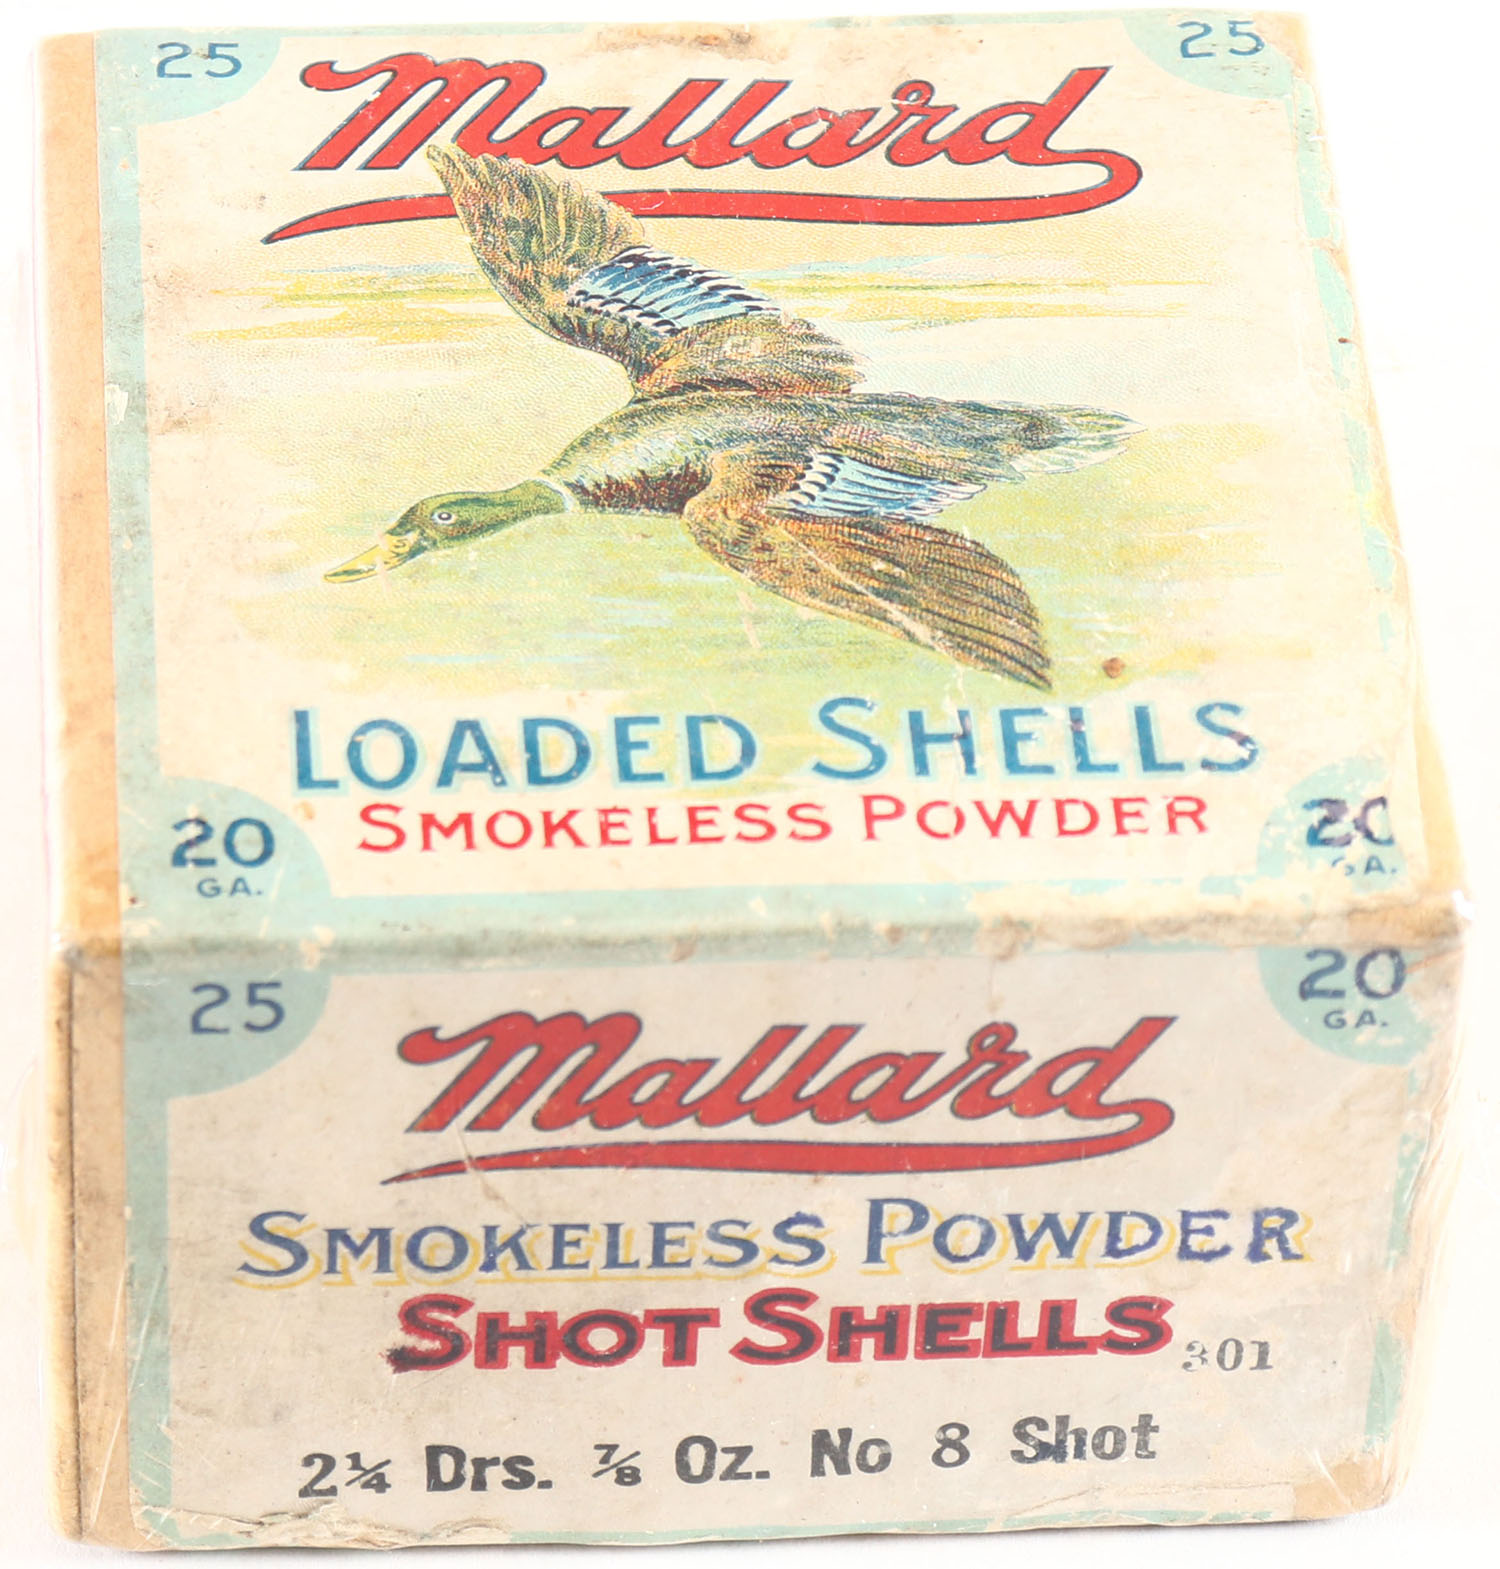 25 25
Mallard
LOADED SHELLS
SMOKELESS POWDER
20 20
GA. GA.
25 20
GA.
Mallard
SMOKELESS POWDER
SHOT SHELLS
301
2¼ Drs. ⅞ Oz. No 8 Shot